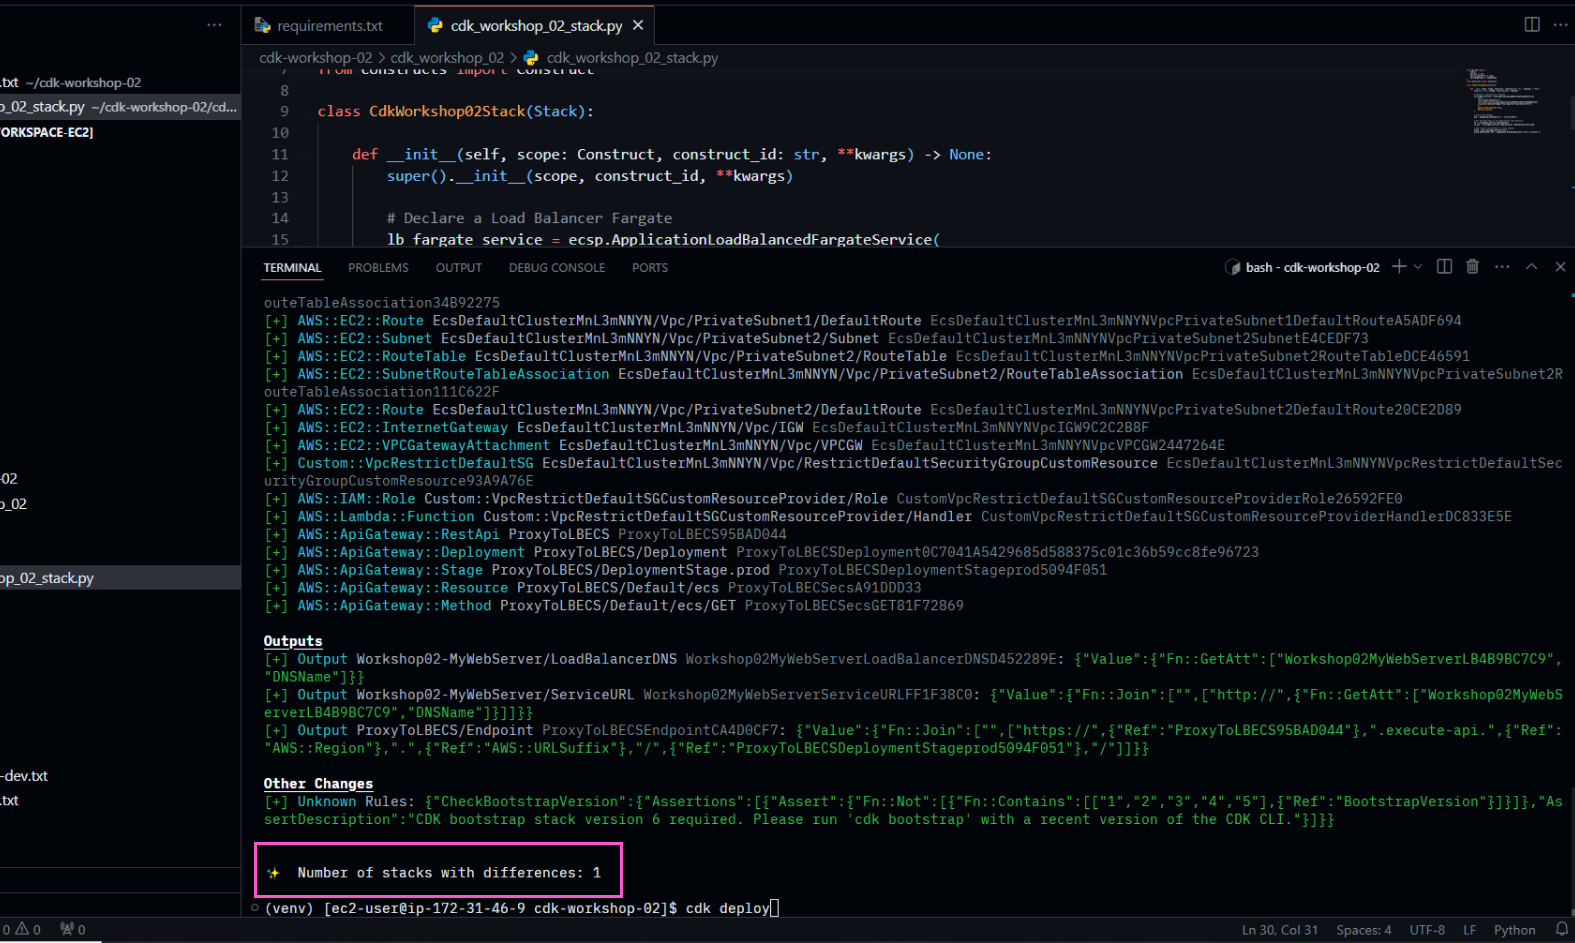 requirements.txt
cdk_workshop_02_stack.py
.txt ~/cdk-workshop-02
p_02_stack.py ~/cdk-workshop-02/cd...
ORKSPACE-EC2]
-02
p_02
op_02_stack.py
-dev.txt
.txt
cdk-workshop-02 > cdk_workshop_02 > cdk_workshop_02_stack.py
7 from constructs import Construct
8
9 class CdkWorkshop02Stack(Stack):
10
11 def __init__(self, scope: Construct, construct_id: str, **kwargs) -> None:
12 super().__init__(scope, construct_id, **kwargs)
13
14 # Declare a Load Balancer Fargate
15 lb_fargate_service = ecsp.ApplicationLoadBalancedFargateService(
TERMINAL PROBLEMS OUTPUT DEBUG CONSOLE PORTS bash - cdk-workshop-02
outeTableAssociation34B92275
[+] AWS::EC2::Route EcsDefaultClusterMnL3mNNYN/Vpc/PrivateSubnet1/DefaultRoute EcsDefaultClusterMnL3mNNYNVpcPrivateSubnet1DefaultRouteA5ADF694
[+] AWS::EC2::Subnet EcsDefaultClusterMnL3mNNYN/Vpc/PrivateSubnet2/Subnet EcsDefaultClusterMnL3mNNYNVpcPrivateSubnet2SubnetE4CEDF73
[+] AWS::EC2::RouteTable EcsDefaultClusterMnL3mNNYN/Vpc/PrivateSubnet2/RouteTable EcsDefaultClusterMnL3mNNYNVpcPrivateSubnet2RouteTableDCE46591
[+] AWS::EC2::SubnetRouteTableAssociation EcsDefaultClusterMnL3mNNYN/Vpc/PrivateSubnet2/RouteTableAssociation EcsDefaultClusterMnL3mNNYNVpcPrivateSubnet2R
outeTableAssociation111C622F
[+] AWS::EC2::Route EcsDefaultClusterMnL3mNNYN/Vpc/PrivateSubnet2/DefaultRoute EcsDefaultClusterMnL3mNNYNVpcPrivateSubnet2DefaultRoute20CE2D89
[+] AWS::EC2::InternetGateway EcsDefaultClusterMnL3mNNYN/Vpc/IGW EcsDefaultClusterMnL3mNNYNVpcIGW9C2C2B8F
[+] AWS::EC2::VPCGatewayAttachment EcsDefaultClusterMnL3mNNYN/Vpc/VPCGW EcsDefaultClusterMnL3mNNYNVpcVPCGW2447264E
[+] Custom::VpcRestrictDefaultSG EcsDefaultClusterMnL3mNNYN/Vpc/RestrictDefaultSecurityGroupCustomResource EcsDefaultClusterMnL3mNNYNVpcRestrictDefaultSec
urityGroupCustomResource93A9A76E
[+] AWS::IAM::Role Custom::VpcRestrictDefaultSGCustomResourceProvider/Role CustomVpcRestrictDefaultSGCustomResourceProviderRole26592FE0
[+] AWS::Lambda::Function Custom::VpcRestrictDefaultSGCustomResourceProvider/Handler CustomVpcRestrictDefaultSGCustomResourceProviderHandlerDC833E5E
[+] AWS::ApiGateway::RestApi ProxyToLBECS ProxyToLBECS95BAD044
[+] AWS::ApiGateway::Deployment ProxyToLBECS/Deployment ProxyToLBECSDeployment0C7041A5429685d588375c01c36b59cc8fe96723
[+] AWS::ApiGateway::Stage ProxyToLBECS/DeploymentStage.prod ProxyToLBECSDeploymentStageprod5094F051
[+] AWS::ApiGateway::Resource ProxyToLBECS/Default/ecs ProxyToLBECSecsA91DDD33
[+] AWS::ApiGateway::Method ProxyToLBECS/Default/ecs/GET ProxyToLBECSecsGET81F72869
Outputs
[+] Output Workshop02-MyWebServer/LoadBalancerDNS Workshop02MyWebServerLoadBalancerDNSD452289E: {"Value":{"Fn::GetAtt":["Workshop02MyWebServerLB4B9BC7C9",
"DNSName"]}}
[+] Output Workshop02-MyWebServer/ServiceURL Workshop02MyWebServerServiceURLFF1F38C0: {"Value":{"Fn::Join":["",["http://",{"Fn::GetAtt":["Workshop02MyWebS
erverLB4B9BC7C9","DNSName"]}]]}}
[+] Output ProxyToLBECS/Endpoint ProxyToLBECSEndpointCA4D0CF7: {"Value":{"Fn::Join":["",["https://",{"Ref":"ProxyToLBECS95BAD044"},".execute-api.",{"Ref":
"AWS::Region"},".",{"Ref":"AWS::URLSuffix"},"/",{"Ref":"ProxyToLBECSDeploymentStageprod5094F051"},"/"]]}}
Other Changes
[+] Unknown Rules: {"CheckBootstrapVersion":{"Assertions":[{"Assert":{"Fn::Not":[{"Fn::Contains":[["1","2","3","4","5"],{"Ref":"BootstrapVersion"}]}]},"As
sertDescription":"CDK bootstrap stack version 6 required. Please run 'cdk bootstrap' with a recent version of the CDK CLI."}]}}
✨ Number of stacks with differences: 1
(venv) [ec2-user@ip-172-31-46-9 cdk-workshop-02]$ cdk deploy
0 0 0 Ln 30, Col 31 Spaces: 4 UTF-8 LF Python